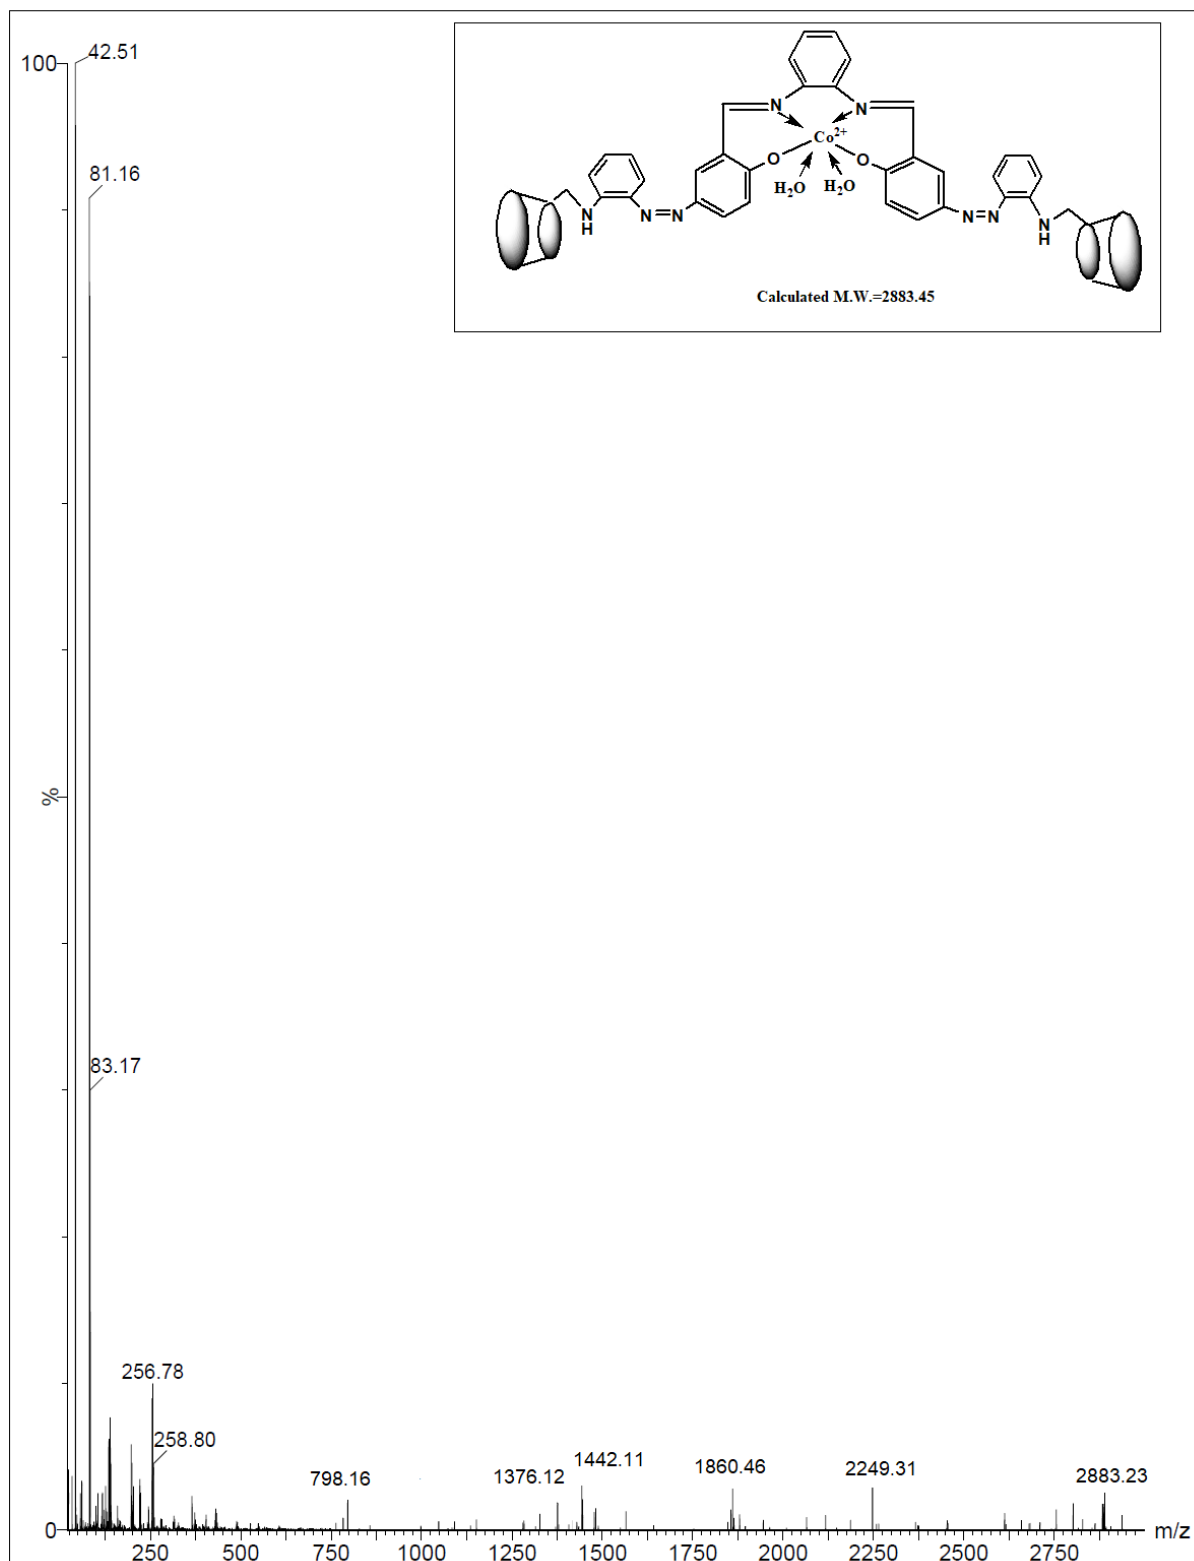 100
42.51
81.16
83.17
%
256.78
258.80
798.16
1376.12
1442.11
1860.46
2249.31
2883.23
0
250 500 750 1000 1250 1500 1750 2000 2250 2500 2750
m/z
N N
Co2+
O O
H2O H2O
N
H
N=N
N=N
N
H
Calculated M.W.=2883.45